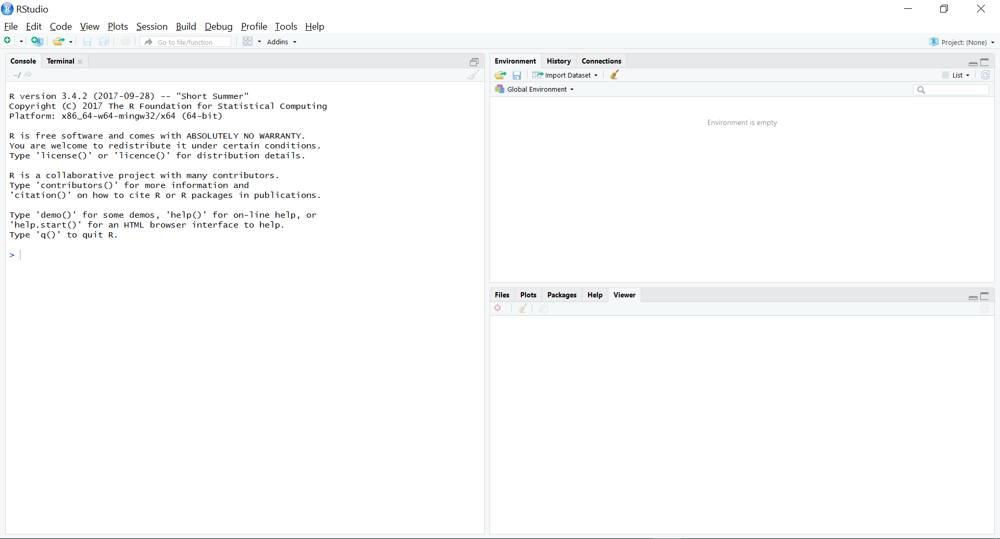 RStudio
File Edit Code View Plots Session Build Debug Profile Tools Help
Go to file/function Addins Project: (None)
Console Terminal
~/
R version 3.4.2 (2017-09-28) -- "Short Summer"
Copyright (C) 2017 The R Foundation for Statistical Computing
Platform: x86_64-w64-mingw32/x64 (64-bit)
R is free software and comes with ABSOLUTELY NO WARRANTY.
You are welcome to redistribute it under certain conditions.
Type 'license()' or 'licence()' for distribution details.
R is a collaborative project with many contributors.
Type 'contributors()' for more information and
'citation()' on how to cite R or R packages in publications.
Type 'demo()' for some demos, 'help()' for on-line help, or
'help.start()' for an HTML browser interface to help.
Type 'q()' to quit R.
>
Environment History Connections
Import Dataset List
Global Environment
Environment is empty
Files Plots Packages Help Viewer